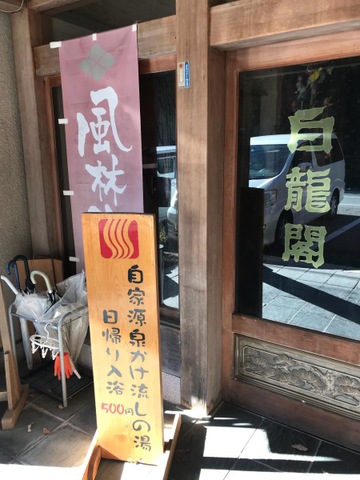 風林
白龍閣
自家源泉かけ流しの湯
日帰り入浴
500円